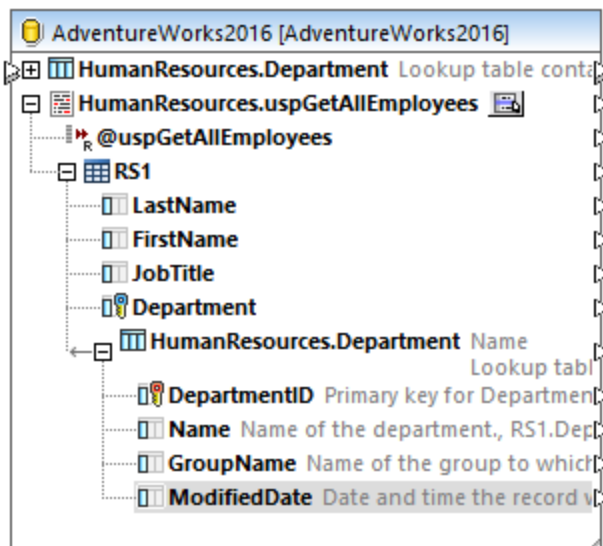 AdventureWorks2016 [AdventureWorks2016]
HumanResources.Department Lookup table conta
HumanResources.uspGetAllEmployees
R @uspGetAllEmployees
RS1
LastName
FirstName
JobTitle
Department
HumanResources.Department Name
Lookup tabl
DepartmentID Primary key for Departmen
Name Name of the department., RS1.Dep
GroupName Name of the group to which
ModifiedDate Date and time the record w